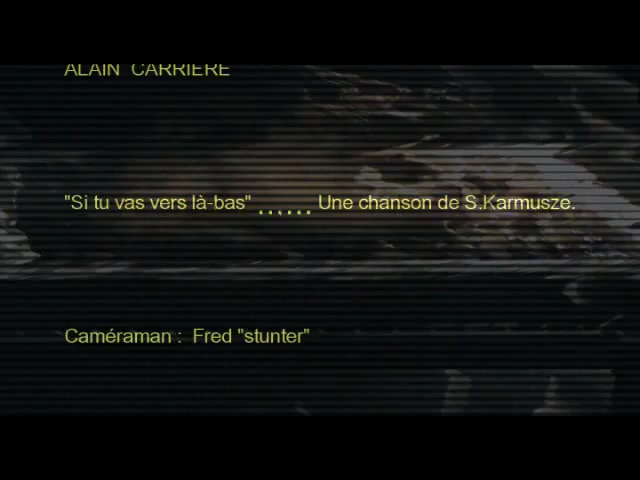 ALAIN CARRIERE
"Si tu vas vers là-bas" ...... Une chanson de S.Karmusze.
Caméraman : Fred "stunter"